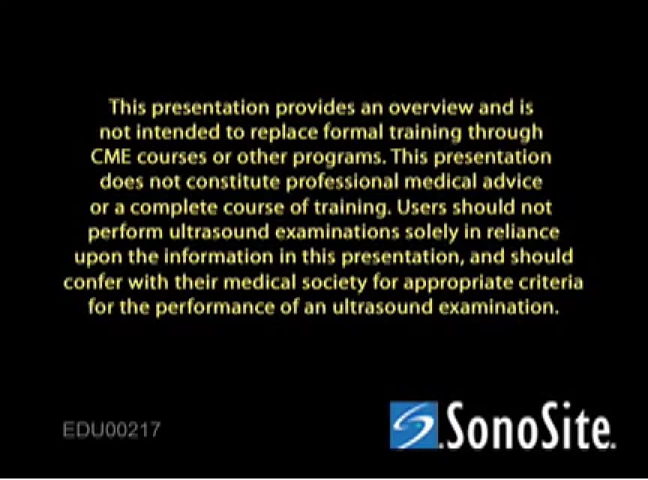 This presentation provides an overview and is
not intended to replace formal training through
CME courses or other programs. This presentation
does not constitute professional medical advice
or a complete course of training. Users should not
perform ultrasound examinations solely in reliance
upon the information in this presentation, and should
confer with their medical society for appropriate criteria
for the performance of an ultrasound examination.
EDU00217
SonoSite